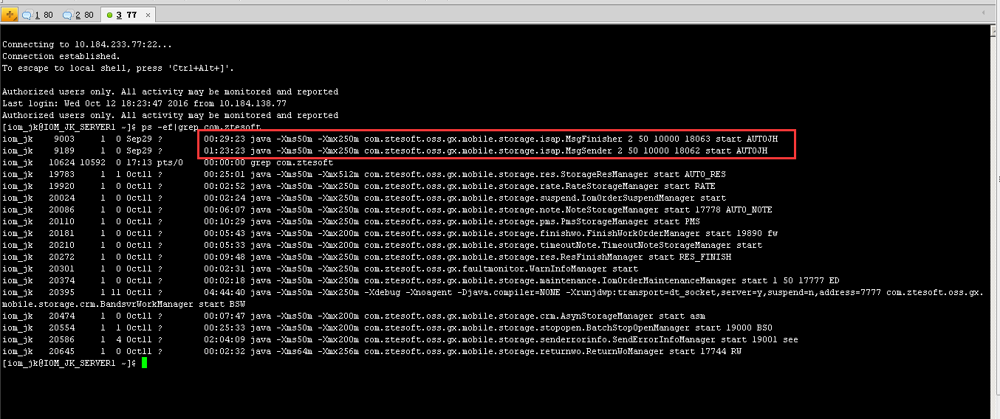 1 80 2 80 3 77 ×
Connecting to 10.184.233.77:22...
Connection established.
To escape to local shell, press 'Ctrl+Alt+]'.
Authorized users only. All activity may be monitored and reported
Last login: Wed Oct 12 18:23:47 2016 from 10.184.138.77
Authorized users only. All activity may be monitored and reported
[iom_jk@IOM_JK_SERVER1 ~]$ ps -ef|grep com.ztesoft
iom_jk 9003 1 0 Sep29 ? 00:29:23 java -Xms50m -Xmx250m com.ztesoft.oss.gx.mobile.storage.isap.MsgFinisher 2 50 10000 18063 start AUTOJH
iom_jk 9189 1 0 Sep29 ? 01:23:23 java -Xms50m -Xmx250m com.ztesoft.oss.gx.mobile.storage.isap.MsgSender 2 50 10000 18062 start AUTOJH
iom_jk 10624 10592 0 17:13 pts/0 00:00:00 grep com.ztesoft
iom_jk 19783 1 1 Oct11 ? 00:25:01 java -Xms50m -Xmx512m com.ztesoft.oss.gx.mobile.storage.res.StorageResManager start AUTO_RES
iom_jk 19920 1 0 Oct11 ? 00:02:52 java -Xms50m -Xmx250m com.ztesoft.oss.gx.mobile.storage.rate.RateStorageManager start RATE
iom_jk 20024 1 0 Oct11 ? 00:02:24 java -Xms50m -Xmx250m com.ztesoft.oss.gx.mobile.storage.suspend.IomOrderSuspendManager start
iom_jk 20086 1 0 Oct11 ? 00:06:07 java -Xms50m -Xmx250m com.ztesoft.oss.gx.mobile.storage.note.NoteStorageManager start 17778 AUTO_NOTE
iom_jk 20110 1 0 Oct11 ? 00:10:29 java -Xms50m -Xmx250m com.ztesoft.oss.gx.mobile.storage.pms.PmsStorageManager start PMS
iom_jk 20181 1 0 Oct11 ? 00:05:43 java -Xms50m -Xmx200m com.ztesoft.oss.gx.mobile.storage.finishwo.FinishWorkOrderManager start 19890 fw
iom_jk 20210 1 0 Oct11 ? 00:05:33 java -Xms50m -Xmx200m com.ztesoft.oss.gx.mobile.storage.timeoutNote.TimeoutNoteStorageManager start
iom_jk 20272 1 0 Oct11 ? 00:09:48 java -Xms50m -Xmx250m com.ztesoft.oss.gx.mobile.storage.res.ResFinishManager start RES_FINISH
iom_jk 20301 1 0 Oct11 ? 00:02:31 java -Xms50m -Xmx250m com.ztesoft.oss.gx.faultmonitor.WarnInfoManager start
iom_jk 20374 1 0 Oct11 ? 00:02:18 java -Xms50m -Xmx250m com.ztesoft.oss.gx.mobile.storage.maintenance.IomOrderMaintenanceManager start 1 50 17777 ED
iom_jk 20395 1 11 Oct11 ? 04:44:40 java -Xms50m -Xmx250m -Xdebug -Xnoagent -Djava.compiler=NONE -Xrunjdwp:transport=dt_socket,server=y,suspend=n,address=7777 com.ztesoft.oss.gx.
mobile.storage.crm.BandsvrWorkManager start BSW
iom_jk 20474 1 0 Oct11 ? 00:07:47 java -Xms50m -Xmx200m com.ztesoft.oss.gx.mobile.storage.crm.AsynStorageManager start asm
iom_jk 20554 1 1 Oct11 ? 00:25:33 java -Xms50m -Xmx200m com.ztesoft.oss.gx.mobile.storage.stopopen.BatchStopOpenManager start 19000 BSO
iom_jk 20586 1 4 Oct11 ? 02:04:09 java -Xms50m -Xmx200m com.ztesoft.oss.gx.mobile.storage.senderrorinfo.SendErrorInfoManager start 19001 see
iom_jk 20645 1 0 Oct11 ? 00:02:32 java -Xms64m -Xmx256m com.ztesoft.oss.gx.mobile.storage.returnwo.ReturnWoManager start 17744 RW
[iom_jk@IOM_JK_SERVER1 ~]$